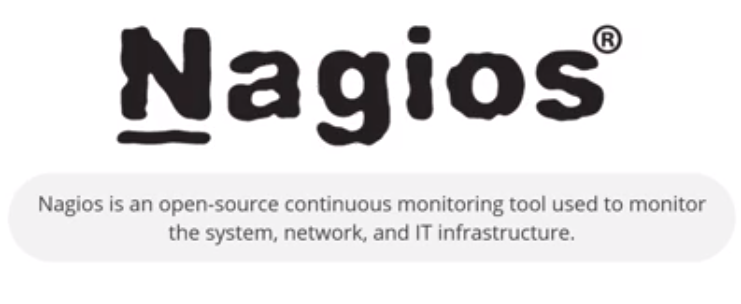 Nagios®
Nagios is an open-source continuous monitoring tool used to monitor
the system, network, and IT infrastructure.